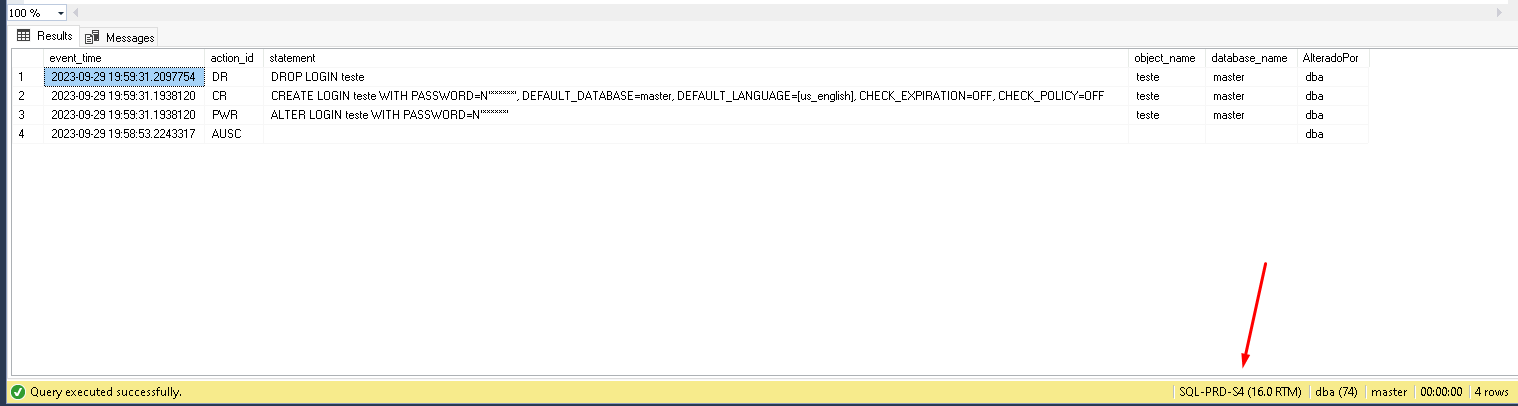 100 %
Results Messages
event_time action_id statement object_name database_name AlteradoPor
1 2023-09-29 19:59:31.2097754 DR DROP LOGIN teste teste master dba
2 2023-09-29 19:59:31.1938120 CR CREATE LOGIN teste WITH PASSWORD=N'******', DEFAULT_DATABASE=master, DEFAULT_LANGUAGE=[us_english], CHECK_EXPIRATION=OFF, CHECK_POLICY=OFF teste master dba
3 2023-09-29 19:59:31.1938120 PWR ALTER LOGIN teste WITH PASSWORD=N'******' teste master dba
4 2023-09-29 19:58:53.2243317 AUSC dba
Query executed successfully. SQL-PRD-S4 (16.0 RTM) dba (74) master 00:00:00 4 rows